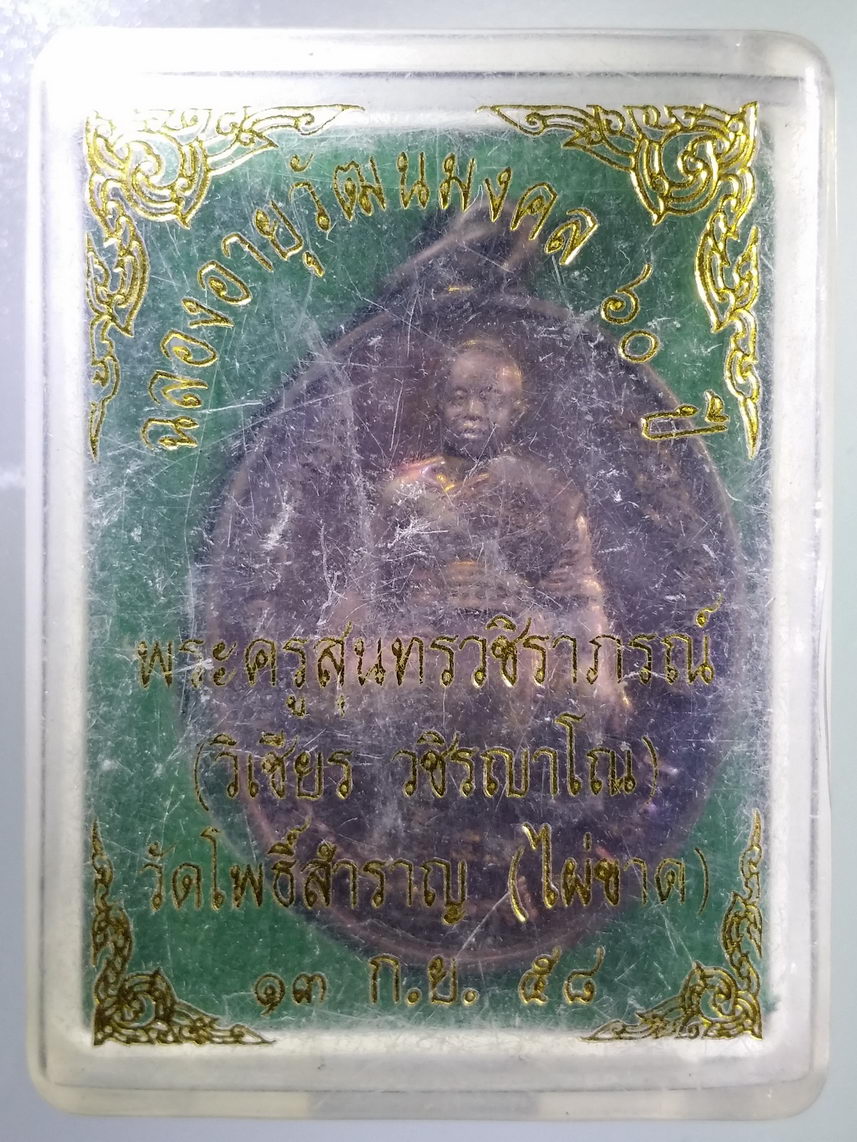 ฉลองอายุวัฒนมงคล ๖๐ ปี
พระครูสุนทรวชิราภรณ์
(วิเชียร วชิรญาโณ)
วัดโพธิ์สำราญ (ไผ่ขาด)
๑๓ ก.ย. ๕๘